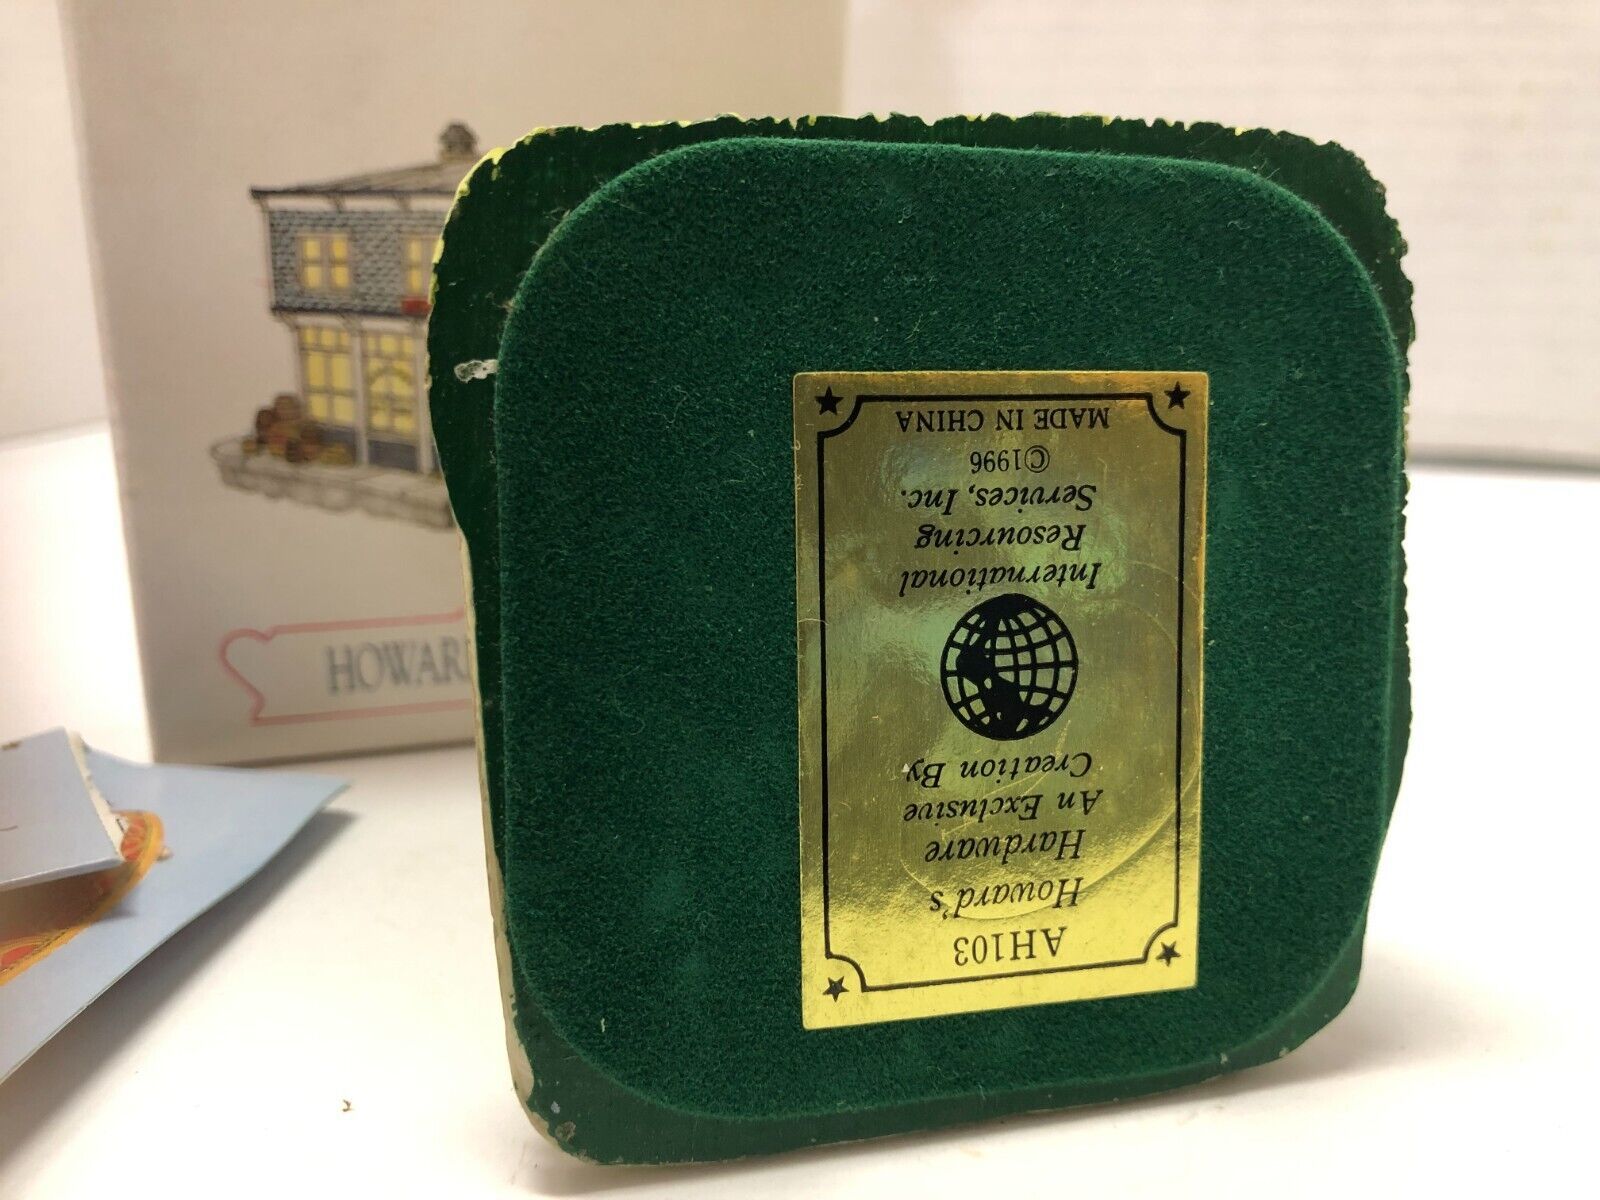 AH103
Howard's
Hardware
An Exclusive
Creation By
International
Resourcing
Services, Inc.
©1996
MADE IN CHINA
HOWARD